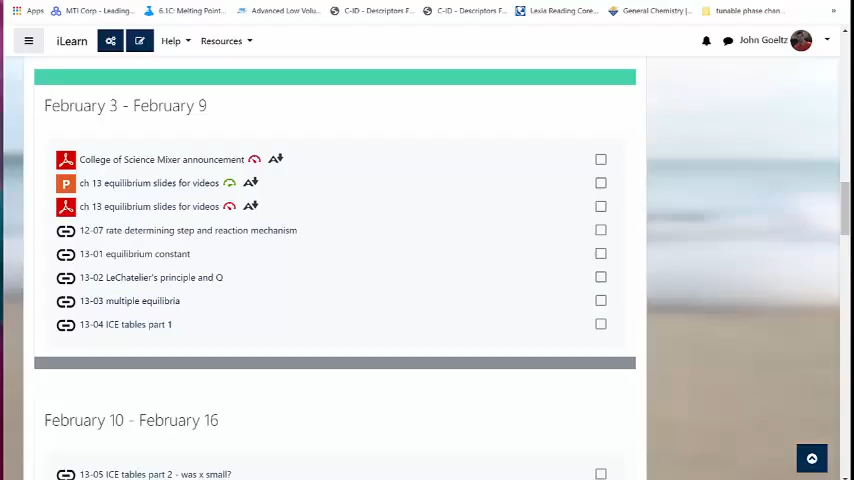 Apps MTI Corp - Leading... 6.1C: Melting Point... Advanced Low Volu... C-ID - Descriptors F... C-ID - Descriptors F... Lexia Reading Core... General Chemistry |... tunable phase chan... »
iLearn Help Resources John Goeltz
February 3 - February 9
College of Science Mixer announcement
ch 13 equilibrium slides for videos
ch 13 equilibrium slides for videos
12-07 rate determining step and reaction mechanism
13-01 equilibrium constant
13-02 LeChatelier's principle and Q
13-03 multiple equilibria
13-04 ICE tables part 1
February 10 - February 16
13-05 ICE tables part 2 - was x small?